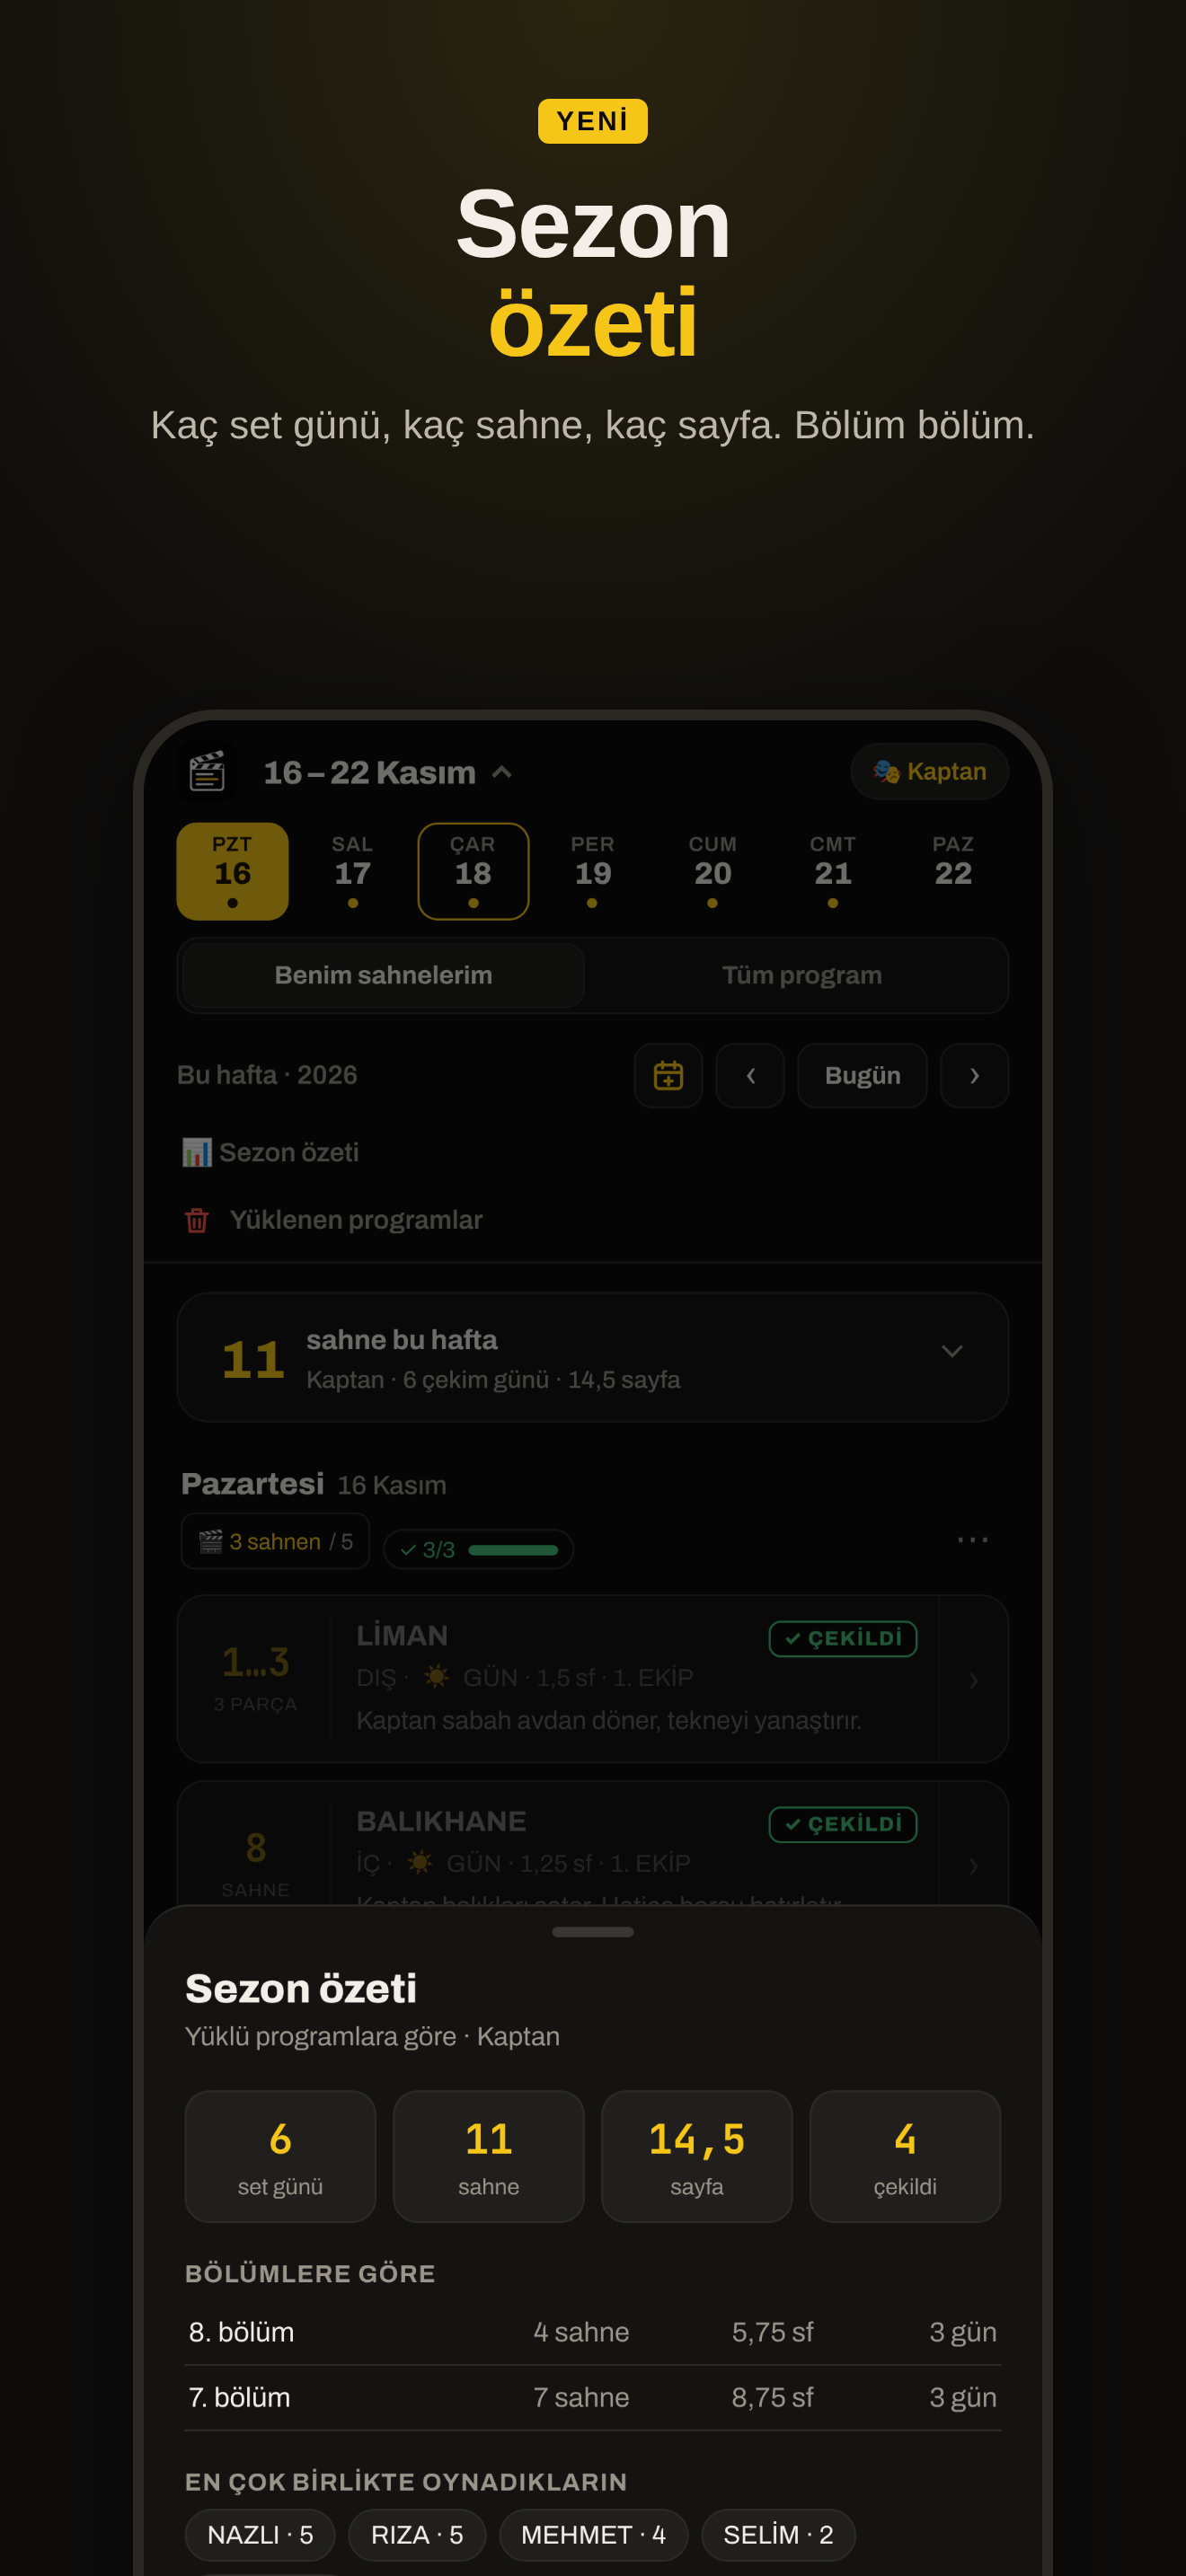 YENİ
Sezon
özeti
Kaç set günü, kaç sahne, kaç sayfa. Bölüm bölüm.
16 – 22 Kasım
🎭 Kaptan
PZT SAL ÇAR PER CUM CMT PAZ
16 17 18 19 20 21 22
Benim sahnelerim Tüm program
Bu hafta · 2026
‹ Bugün ›
📊 Sezon özeti
Yüklenen programlar
11 sahne bu hafta
Kaptan · 6 çekim günü · 14,5 sayfa
Pazartesi 16 Kasım
🎬 3 sahnen / 5 ✓ 3/3 ···
1…3
3 PARÇA
LİMAN ✓ ÇEKİLDİ
DIŞ · ☀️ GÜN · 1,5 sf · 1. EKİP
Kaptan sabah avdan döner, tekneyi yanaştırır.
8
SAHNE
BALIKHANE ✓ ÇEKİLDİ
İÇ · ☀️ GÜN · 1,25 sf · 1. EKİP
Kaptan balıkları satar, Hatice borcu hatırlatır.
Sezon özeti
Yüklü programlara göre · Kaptan
6 11 14,5 4
set günü sahne sayfa çekildi
BÖLÜMLERE GÖRE
8. bölüm 4 sahne 5,75 sf 3 gün
7. bölüm 7 sahne 8,75 sf 3 gün
EN ÇOK BİRLİKTE OYNADIKLARIN
NAZLI · 5 RIZA · 5 MEHMET · 4 SELİM · 2